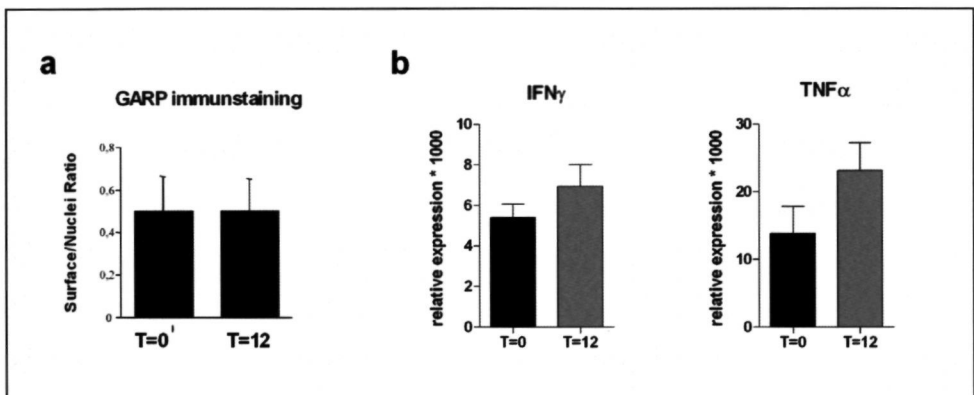 a
GARP immunstaining
Surface/Nuclei Ratio
0,8
0,6
0,4
0,2
0
T=0
T=12
b
IFNγ
relative expression * 1000
10
8
6
4
2
0
T=0
T=12
TNFα
relative expression * 1000
30
20
10
0
T=0
T=12